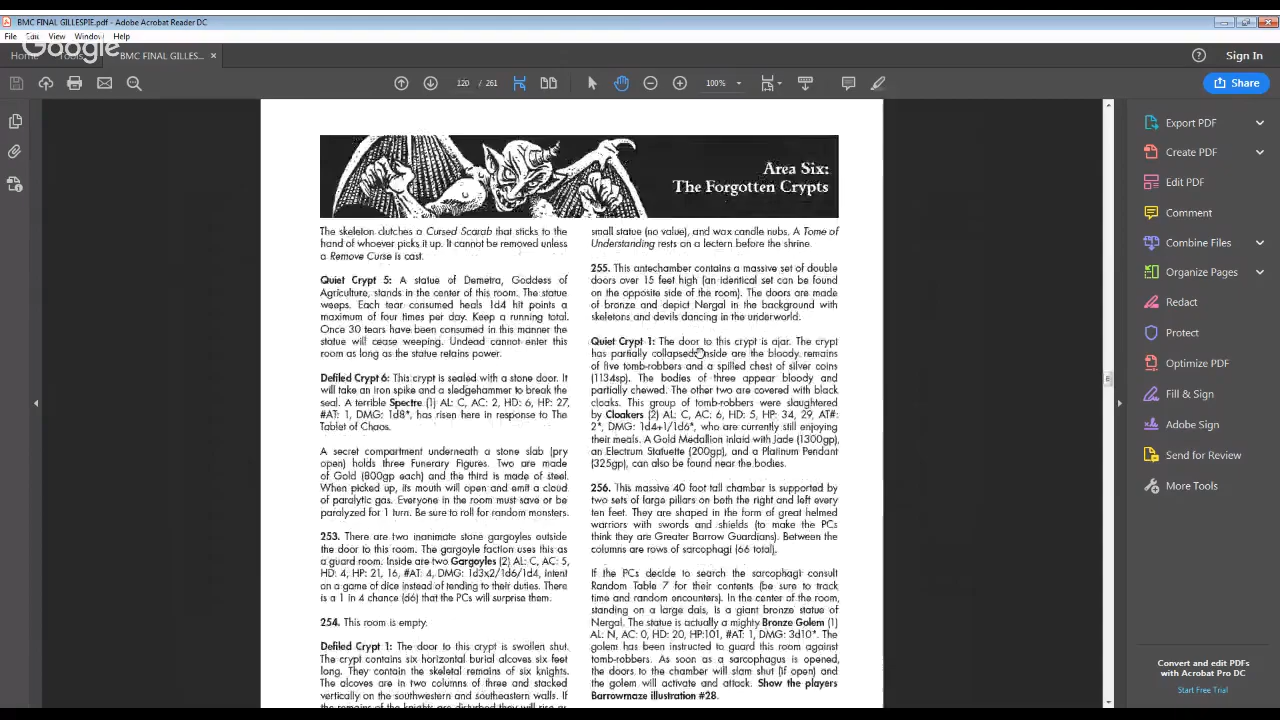 BMC FINAL GILLESPIE.pdf - Adobe Acrobat Reader DC
File Edit View Window Help
Google
Home Tools BMC FINAL GILLES...
Sign In
120 / 261
100%
Share
Area Six:
The Forgotten Crypts
The skeleton clutches a Cursed Scarab that sticks to the
hand of whoever picks it up. It cannot be removed unless
a Remove Curse is cast.
Quiet Crypt 5: A statue of Demetra, Goddess of
Agriculture, stands in the center of this room. The statue
weeps. Each tear consumed heals 1d4 hit points a
maximum of four times per day. Keep a running total.
Once 30 tears have been consumed in this manner the
statue will cease weeping. Undead cannot enter this
room as long as the statue retains power.
Defiled Crypt 6: This crypt is sealed with a stone door. It
will take an iron spike and a sledgehammer to break the
seal. A terrible Spectre (1) AL: C, AC: 2, HD: 6, HP: 27,
#AT: 1, DMG: 1d8*, has risen here in response to The
Tablet of Chaos.
A secret compartment underneath a stone slab (pry
open) holds three Funerary Figures. Two are made
of Gold (800gp each) and the third is made of steel.
When picked up, its mouth will open and emit a cloud
of paralytic gas. Everyone in the room must save or be
paralyzed for 1 turn. Be sure to roll for random monsters.
253. There are two inanimate stone gargoyles outside
the door to this room. The gargoyle faction uses this as
a guard room. Inside are two Gargoyles (2) AL: C, AC: 5,
HD: 4, HP: 21, 16, #AT: 4, DMG: 1d3x2/1d6/1d4, intent
on a game of dice instead of tending to their duties. There
is a 1 in 4 chance (d6) that the PCs will surprise them.
254. This room is empty.
Defiled Crypt 1: The door to this crypt is swollen shut.
The crypt contains six horizontal burial alcoves six feet
long. They contain the skeletal remains of six knights.
The alcoves are in two columns of three and stacked
vertically on the southwestern and southeastern walls. If
the remains of the knights are disturbed they will rise as
small statue (no value), and wax candle nubs. A Tome of
Understanding rests on a lectern before the shrine.
255. This antechamber contains a massive set of double
doors over 15 feet high (an identical set can be found
on the opposite side of the room). The doors are made
of bronze and depict Nergal in the background with
skeletons and devils dancing in the underworld.
Quiet Crypt 1: The door to this crypt is ajar. The crypt
has partially collapsed. Inside are the bloody remains
of five tomb-robbers and a spilled chest of silver coins
(1134sp). The bodies of three appear bloody and
partially chewed. The other two are covered with black
cloaks. This group of tomb-robbers were slaughtered
by Cloakers (2) AL: C, AC: 6, HD: 5, HP: 34, 29, AT#:
2*, DMG: 1d4+1/1d6*, who are currently still enjoying
their meals. A Gold Medallion inlaid with Jade (1300gp),
an Electrum Statuette (200gp), and a Platinum Pendant
(325gp), can also be found near the bodies.
256. This massive 40 foot tall chamber is supported by
two sets of large pillars on both the right and left every
ten feet. They are shaped in the form of great helmed
warriors with swords and shields (to make the PCs
think they are Greater Barrow Guardians). Between the
columns are rows of sarcophagi (66 total).
If the PCs decide to search the sarcophagi consult
Random Table 7 for their contents (be sure to track
time and random encounters). In the center of the room,
standing on a large dais, is a giant bronze statue of
Nergal. The statue is actually a mighty Bronze Golem (1)
AL: N, AC: 0, HD: 20, HP:101, #AT: 1, DMG: 3d10*. The
golem has been instructed to guard this room against
tomb-robbers. As soon as a sarcophagus is opened,
the doors to the chamber will slam shut (if open) and
the golem will activate and attack. Show the players
Barrowmaze illustration #28.
Export PDF
Create PDF
Edit PDF
Comment
Combine Files
Organize Pages
Redact
Protect
Optimize PDF
Fill & Sign
Adobe Sign
Send for Review
More Tools
Convert and edit PDFs
with Acrobat Pro DC
Start Free Trial